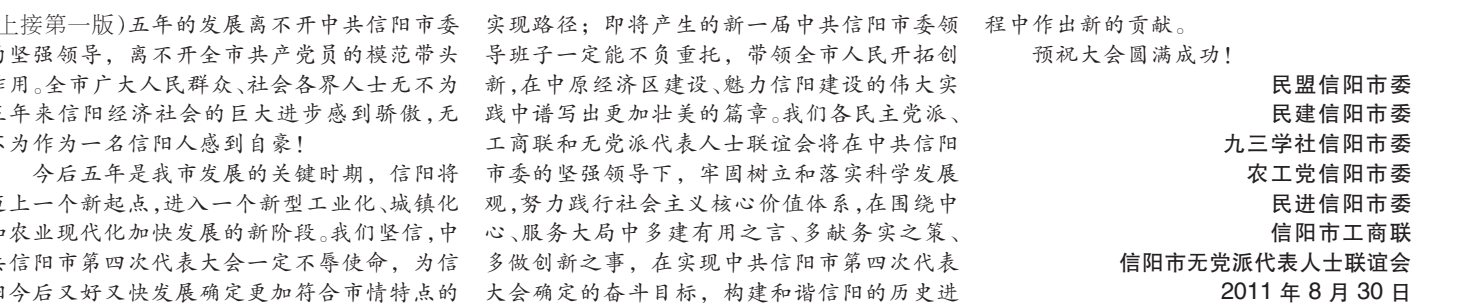 上接第一版)五年的发展离不开中共信阳市委
的坚强领导，离不开全市共产党员的模范带头
作用。全市广大人民群众、社会各界人士无不为
五年来信阳经济社会的巨大进步感到骄傲,无
不为作为一名信阳人感到自豪!
今后五年是我市发展的关键时期，信阳将
迈上一个新起点,进入一个新型工业化、城镇化
和农业现代化加快发展的新阶段。我们坚信,中
共信阳市第四次代表大会一定不辱使命，为信
阳今后又好又快发展确定更加符合市情特点的
实现路径；即将产生的新一届中共信阳市委领
导班子一定能不负重托，带领全市人民开拓创
新,在中原经济区建设、魅力信阳建设的伟大实
践中谱写出更加壮美的篇章。我们各民主党派、
工商联和无党派代表人士联谊会将在中共信阳
市委的坚强领导下，牢固树立和落实科学发展
观,努力践行社会主义核心价值体系,在围绕中
心、服务大局中多建有用之言、多献务实之策、
多做创新之事，在实现中共信阳市第四次代表
大会确定的奋斗目标，构建和谐信阳的历史进
程中作出新的贡献。
预祝大会圆满成功!
民盟信阳市委
民建信阳市委
九三学社信阳市委
农工党信阳市委
民进信阳市委
信阳市工商联
信阳市无党派代表人士联谊会
2011年8月30日